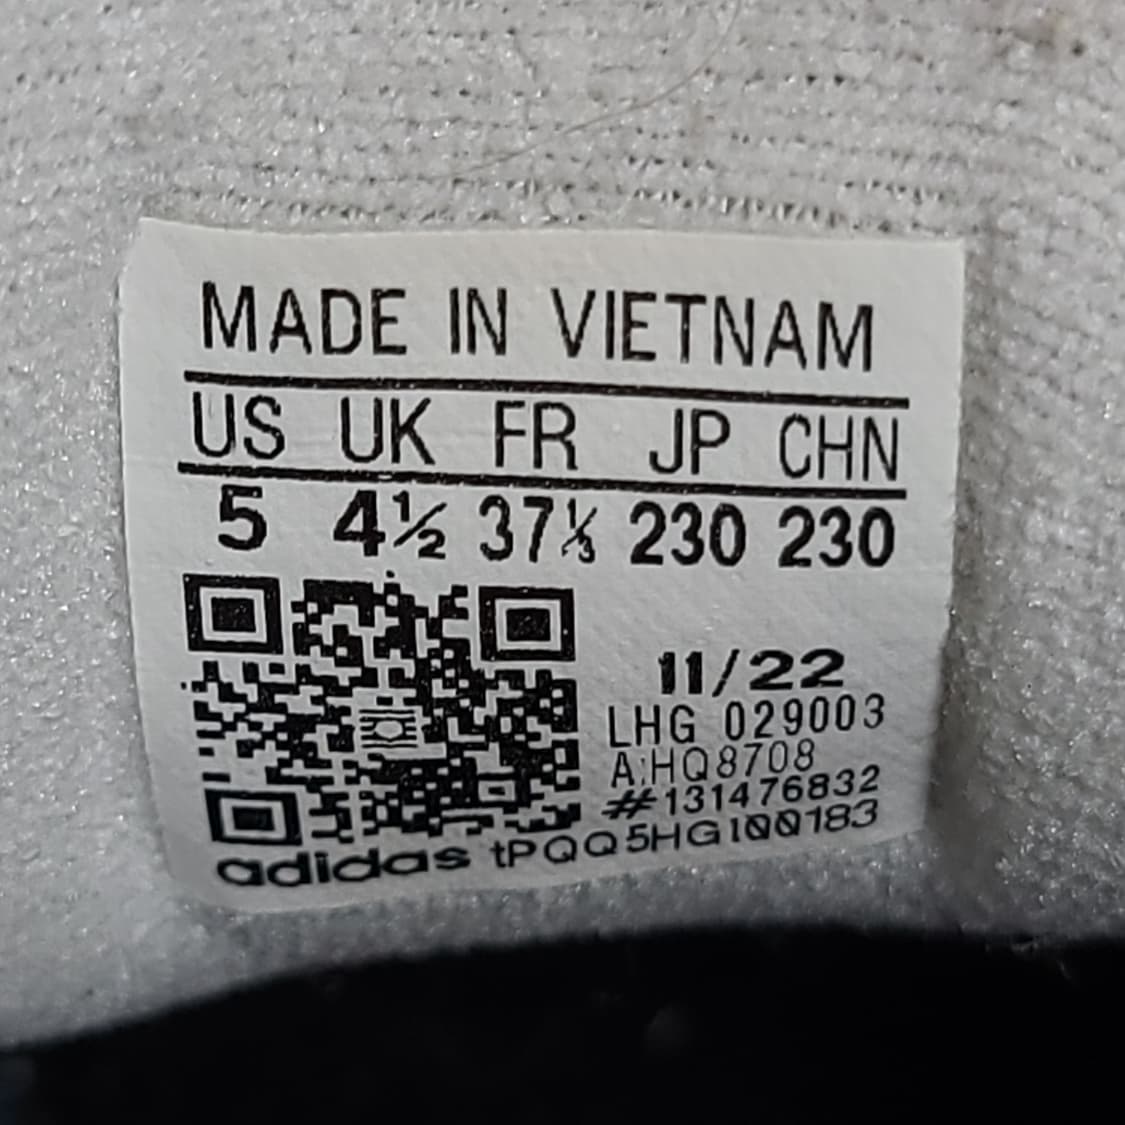 MADE IN VIETNAM
US UK FR JP CHN
5 4½ 37⅓ 230 230
11/22
LHG 029003
A:HQ8708
#131476832
adidas tPQQ5HG100183